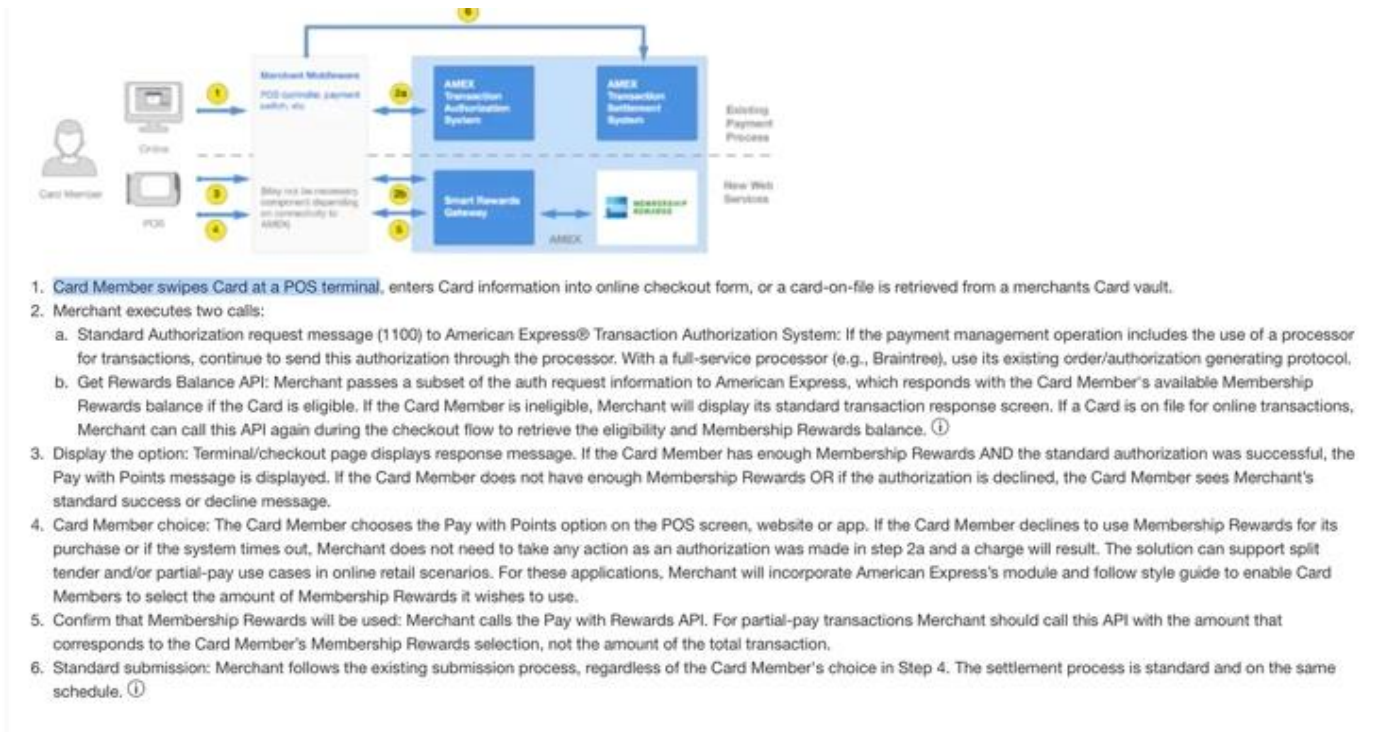 6
Merchant Middleware
POS controller, payment
switch, etc
1
2a
AMEX
Transaction
Authorization
System
AMEX
Transaction
Settlement
System
Existing
Payment
Process
Online
Card Member
3
2b
(May not be necessary
component depending
on connectivity to
AMEX)
Smart Rewards
Gateway
MEMBERSHIP
REWARDS
New Web
Services
POS
4
5
AMEX
1. Card Member swipes Card at a POS terminal, enters Card information into online checkout form, or a card-on-file is retrieved from a merchants Card vault.
2. Merchant executes two calls:
a. Standard Authorization request message (1100) to American Express® Transaction Authorization System: If the payment management operation includes the use of a processor
for transactions, continue to send this authorization through the processor. With a full-service processor (e.g., Braintree), use its existing order/authorization generating protocol.
b. Get Rewards Balance API: Merchant passes a subset of the auth request information to American Express, which responds with the Card Member's available Membership
Rewards balance if the Card is eligible. If the Card Member is ineligible, Merchant will display its standard transaction response screen. If a Card is on file for online transactions,
Merchant can call this API again during the checkout flow to retrieve the eligibility and Membership Rewards balance. ⓘ
3. Display the option: Terminal/checkout page displays response message. If the Card Member has enough Membership Rewards AND the standard authorization was successful, the
Pay with Points message is displayed. If the Card Member does not have enough Membership Rewards OR if the authorization is declined, the Card Member sees Merchant's
standard success or decline message.
4. Card Member choice: The Card Member chooses the Pay with Points option on the POS screen, website or app. If the Card Member declines to use Membership Rewards for its
purchase or if the system times out, Merchant does not need to take any action as an authorization was made in step 2a and a charge will result. The solution can support split
tender and/or partial-pay use cases in online retail scenarios. For these applications, Merchant will incorporate American Express's module and follow style guide to enable Card
Members to select the amount of Membership Rewards it wishes to use.
5. Confirm that Membership Rewards will be used: Merchant calls the Pay with Rewards API. For partial-pay transactions Merchant should call this API with the amount that
corresponds to the Card Member's Membership Rewards selection, not the amount of the total transaction.
6. Standard submission: Merchant follows the existing submission process, regardless of the Card Member's choice in Step 4. The settlement process is standard and on the same
schedule. ⓘ